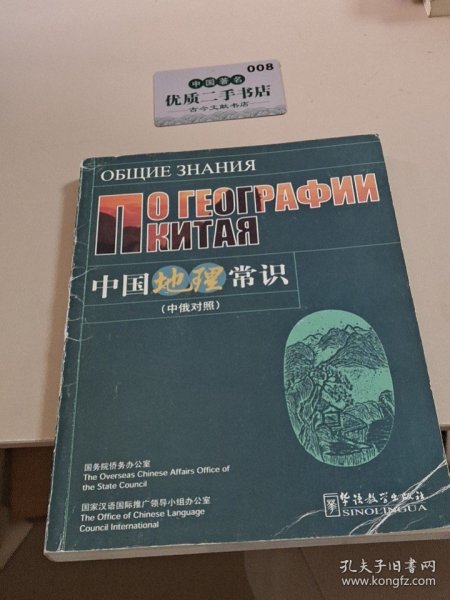 008
中国著名
优质二手书店
古今文献书店
ОБЩИЕ ЗНАНИЯ
ПО ГЕОГРАФИИ
КИТАЯ
中国地理常识
(中俄对照)
国务院侨务办公室
The Overseas Chinese Affairs Office of
the State Council
国家汉语国际推广领导小组办公室
The Office of Chinese Language
Council International
华语教学出版社
SINOLINGUA
孔夫子旧书网
www.kongfz.com